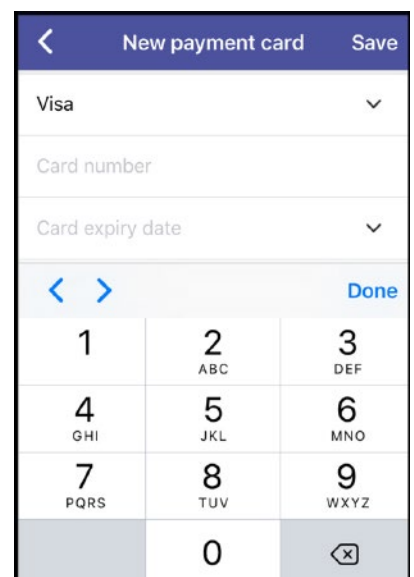 New payment card Save
Visa
Card number
Card expiry date
Done
1 2 3
ABC DEF
4 5 6
GHI JKL MNO
7 8 9
PQRS TUV WXYZ
0